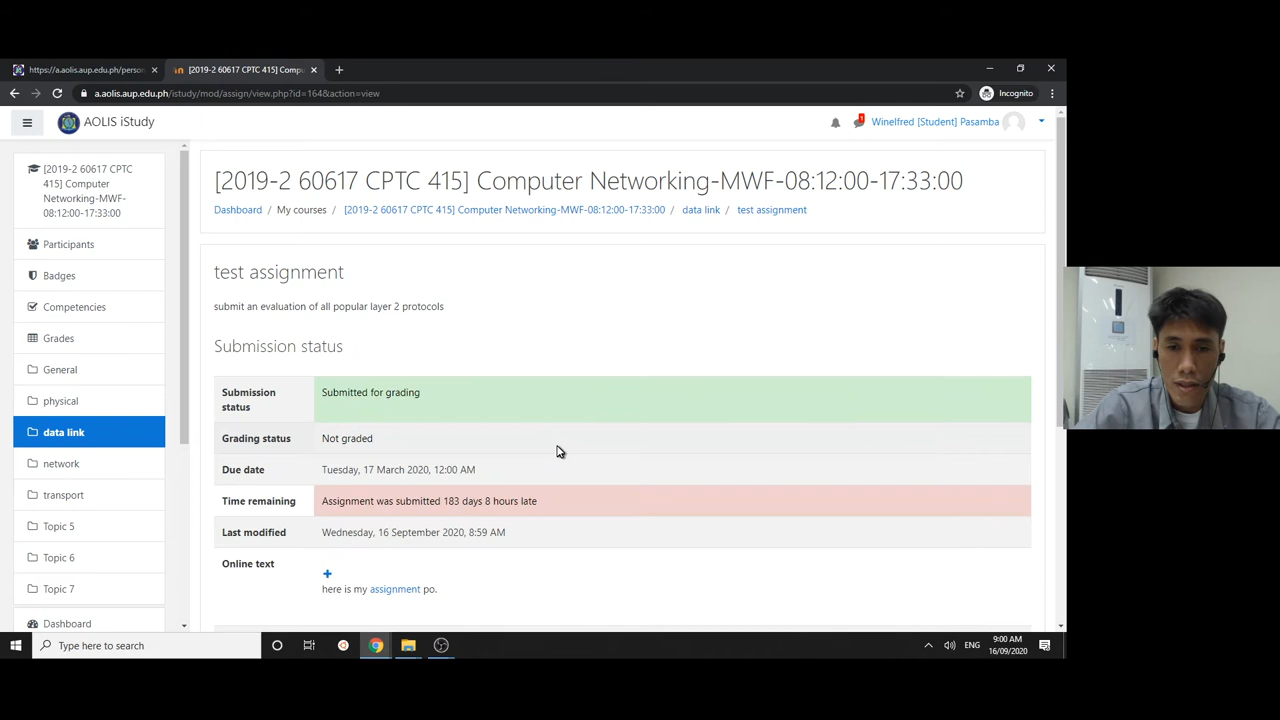 https://a.aolis.aup.edu.ph/person
[2019-2 60617 CPTC 415] Compu
a.aolis.aup.edu.ph/istudy/mod/assign/view.php?id=164&action=view
Incognito
AOLIS iStudy
1
Winelfred [Student] Pasamba
[2019-2 60617 CPTC
415] Computer
Networking-MWF-
08:12:00-17:33:00
Participants
Badges
Competencies
Grades
General
physical
data link
network
transport
Topic 5
Topic 6
Topic 7
Dashboard
[2019-2 60617 CPTC 415] Computer Networking-MWF-08:12:00-17:33:00
Dashboard / My courses / [2019-2 60617 CPTC 415] Computer Networking-MWF-08:12:00-17:33:00 / data link / test assignment
test assignment
submit an evaluation of all popular layer 2 protocols
Submission status
Submission status Submitted for grading
Grading status Not graded
Due date Tuesday, 17 March 2020, 12:00 AM
Time remaining Assignment was submitted 183 days 8 hours late
Last modified Wednesday, 16 September 2020, 8:59 AM
Online text
here is my assignment po.
Type here to search
ENG
9:00 AM
16/09/2020